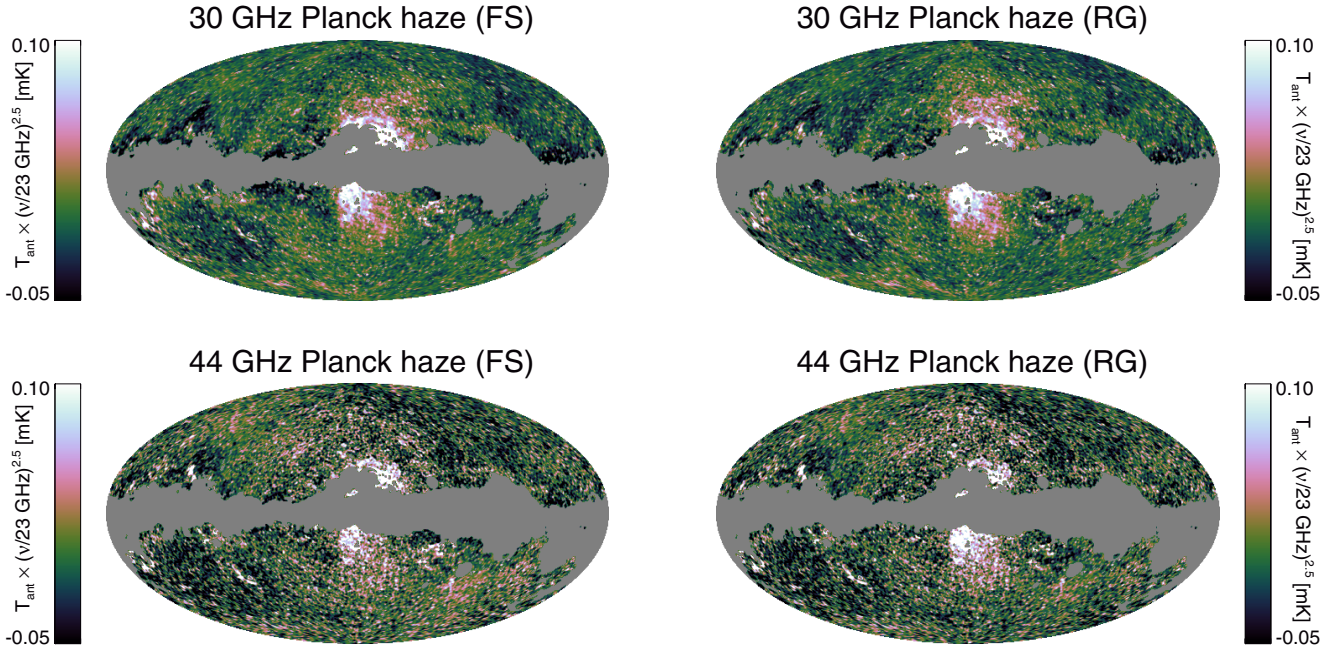 30 GHz Planck haze (FS)
30 GHz Planck haze (RG)
0.10
T_ant × (ν/23 GHz)^2.5 [mK]
-0.05
0.10
T_ant × (ν/23 GHz)^2.5 [mK]
-0.05
44 GHz Planck haze (FS)
44 GHz Planck haze (RG)
0.10
T_ant × (ν/23 GHz)^2.5 [mK]
-0.05
0.10
T_ant × (ν/23 GHz)^2.5 [mK]
-0.05